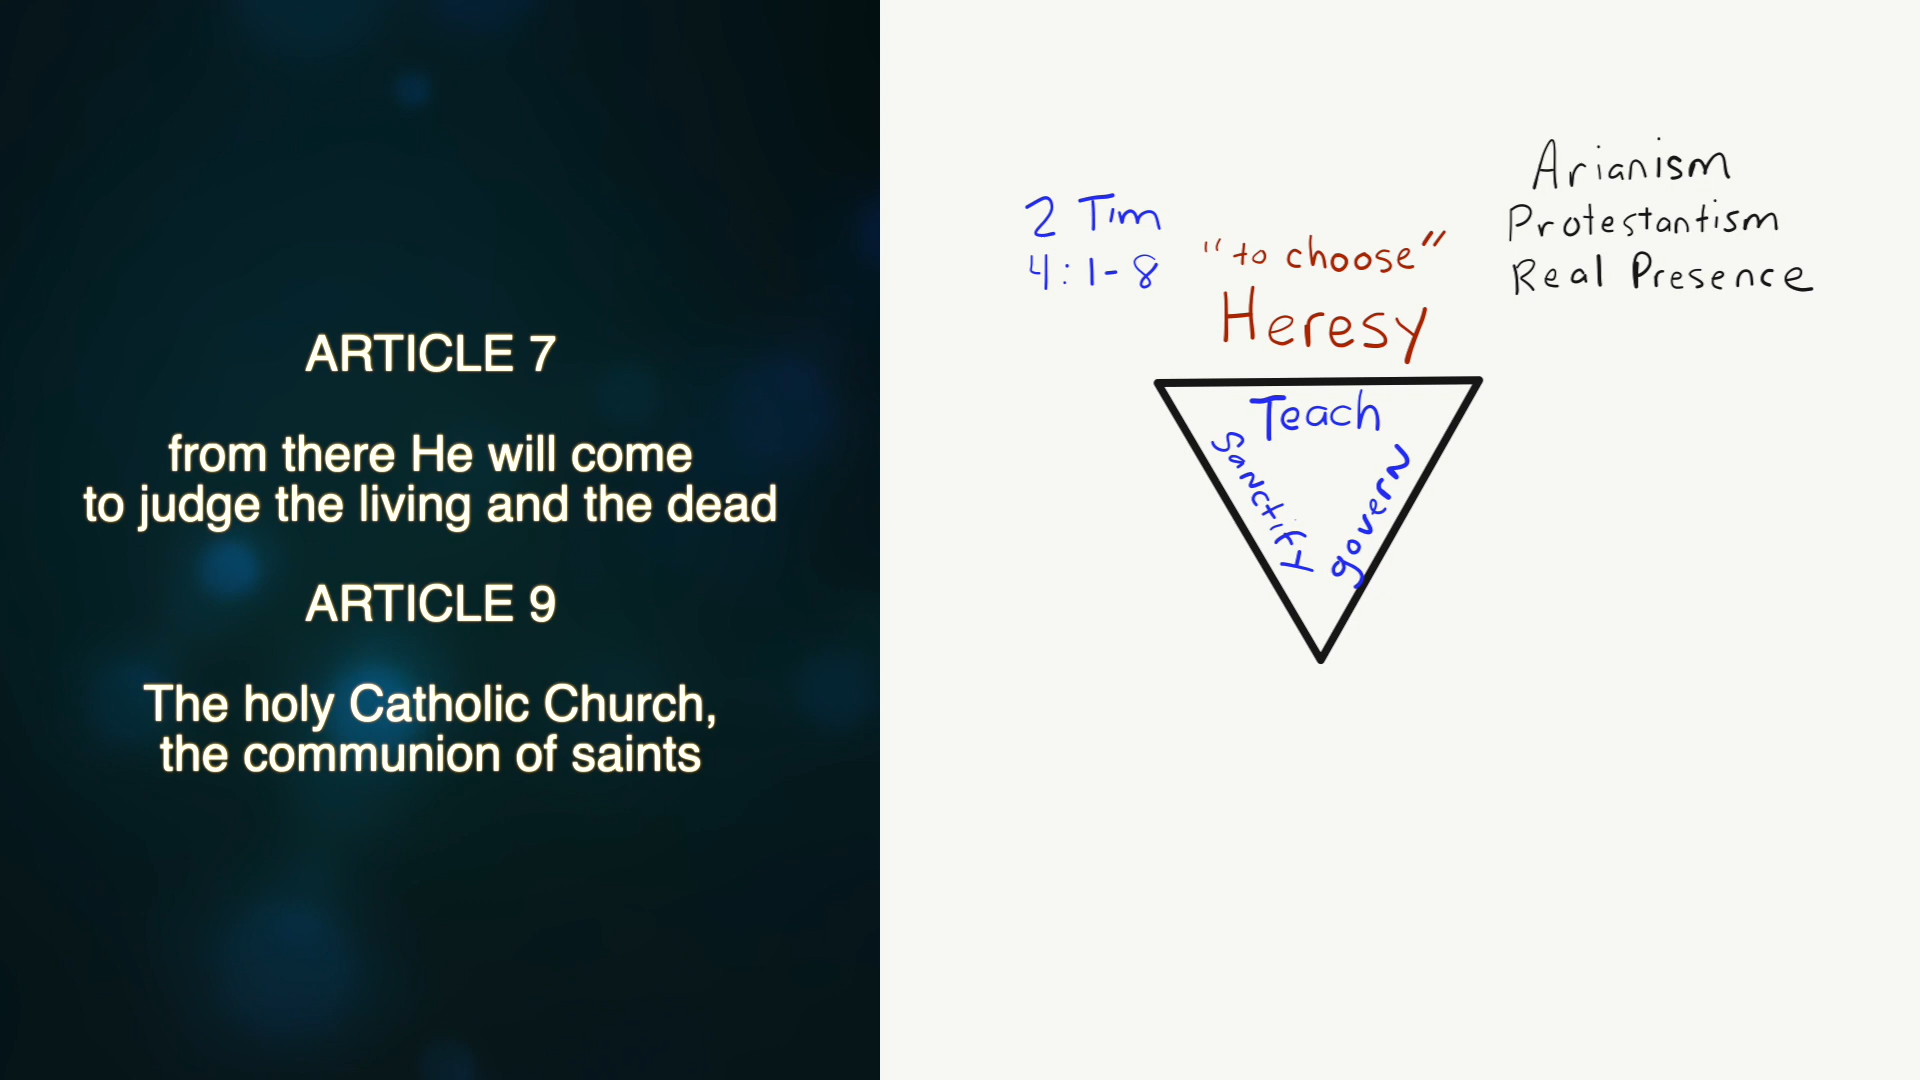 ARTICLE 7
from there He will come
to judge the living and the dead
ARTICLE 9
The holy Catholic Church,
the communion of saints
2 Tim
4:1-8
"to choose"
Heresy
Arianism
Protestantism
Real Presence
Teach
Sanctify
govern